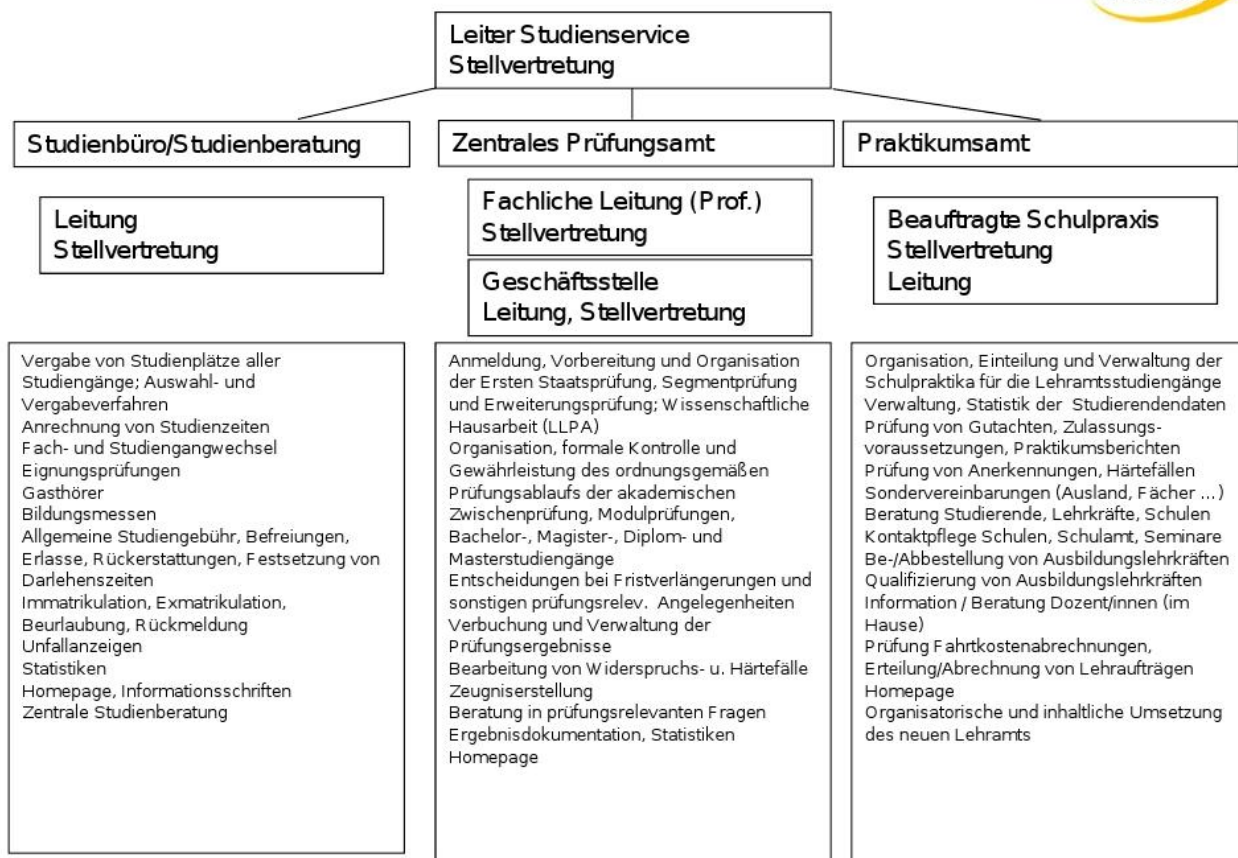 Leiter Studienservice
Stellvertretung
Studienbüro/Studienberatung
Zentrales Prüfungsamt
Praktikumsamt
Leitung
Stellvertretung
Fachliche Leitung (Prof.)
Stellvertretung
Geschäftsstelle
Leitung, Stellvertretung
Beauftragte Schulpraxis
Stellvertretung
Leitung
Vergabe von Studienplätze aller
Studiengänge; Auswahl- und
Vergabeverfahren
Anrechnung von Studienzeiten
Fach- und Studiengangwechsel
Eignungsprüfungen
Gasthörer
Bildungsmessen
Allgemeine Studiengebühr, Befreiungen,
Erlasse, Rückerstattungen, Festsetzung von
Darlehenszeiten
Immatrikulation, Exmatrikulation,
Beurlaubung, Rückmeldung
Unfallanzeigen
Statistiken
Homepage, Informationsschriften
Zentrale Studienberatung
Anmeldung, Vorbereitung und Organisation
der Ersten Staatsprüfung, Segmentprüfung
und Erweiterungsprüfung; Wissenschaftliche
Hausarbeit (LLPA)
Organisation, formale Kontrolle und
Gewährleistung des ordnungsgemäßen
Prüfungsablaufs der akademischen
Zwischenprüfung, Modulprüfungen,
Bachelor-, Magister-, Diplom- und
Masterstudiengänge
Entscheidungen bei Fristverlängerungen und
sonstigen prüfungsrelev. Angelegenheiten
Verbuchung und Verwaltung der
Prüfungsergebnisse
Bearbeitung von Widerspruchs- u. Härtefälle
Zeugniserstellung
Beratung in prüfungsrelevanten Fragen
Ergebnisdokumentation, Statistiken
Homepage
Organisation, Einteilung und Verwaltung der
Schulpraktika für die Lehramtsstudiengänge
Verwaltung, Statistik der Studierendendaten
Prüfung von Gutachten, Zulassungs-
voraussetzungen, Praktikumsberichten
Prüfung von Anerkennungen, Härtefällen
Sondervereinbarungen (Ausland, Fächer ...)
Beratung Studierende, Lehrkräfte, Schulen
Kontaktpflege Schulen, Schulamt, Seminare
Be-/Abbestellung von Ausbildungslehrkräften
Qualifizierung von Ausbildungslehrkräften
Information / Beratung Dozent/innen (im
Hause)
Prüfung Fahrtkostenabrechnungen,
Erteilung/Abrechnung von Lehraufträgen
Homepage
Organisatorische und inhaltliche Umsetzung
des neuen Lehramts